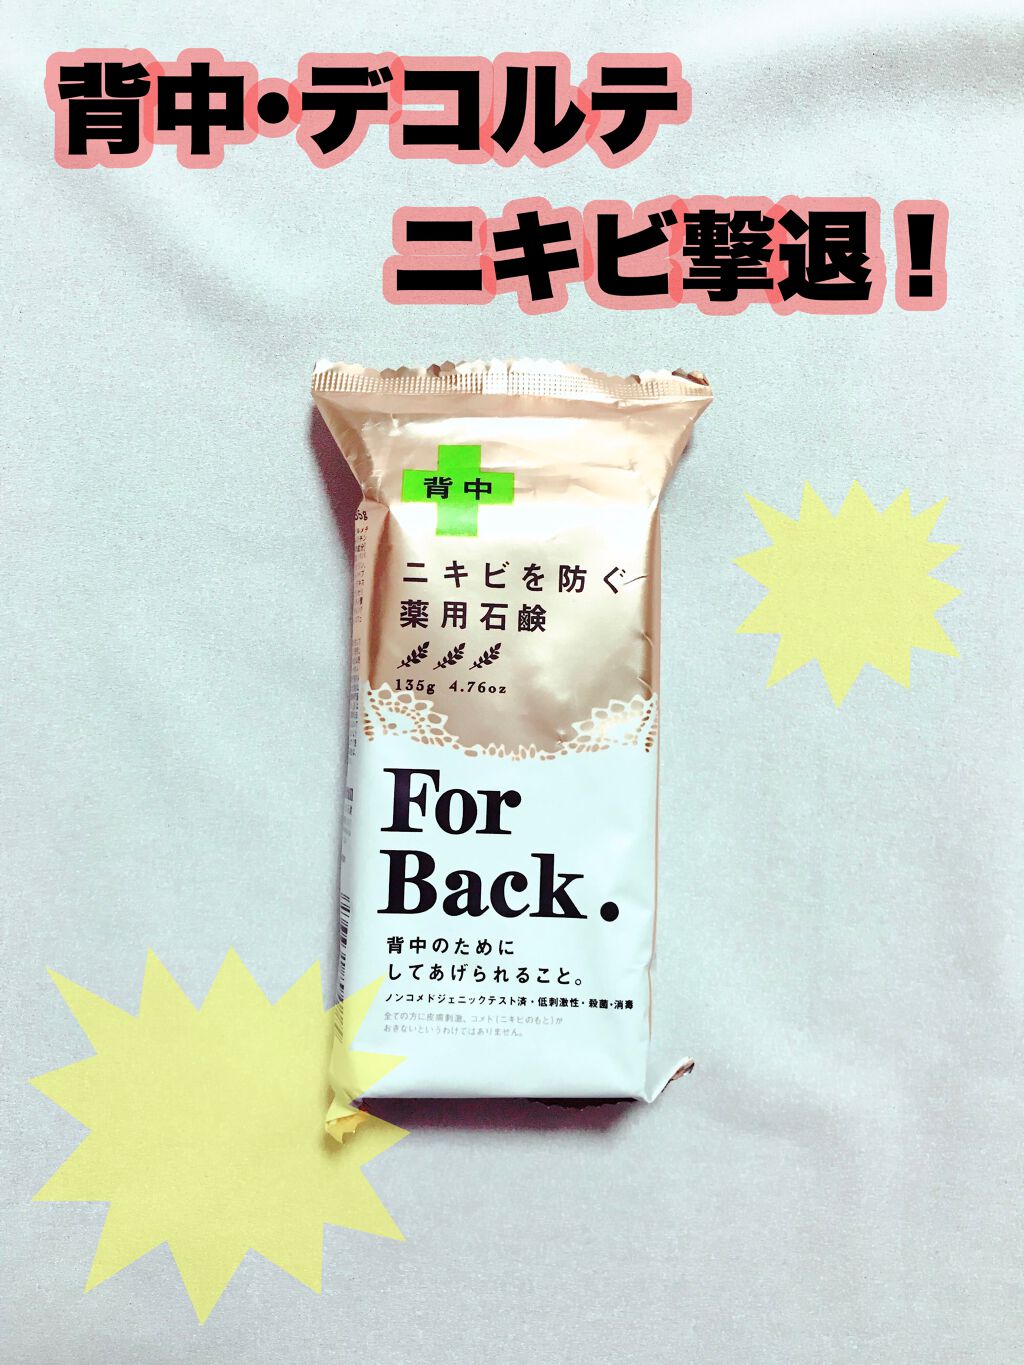 背中・デコルテ
ニキビ撃退！
背中
ニキビを防ぐ
薬用石鹸
135g 4.76oz
For
Back.
背中のために
してあげられること。
ノンコメドジェニックテスト済・低刺激性・殺菌・消毒
全ての方に皮膚刺激、コメド(ニキビのもと)が
おきないというわけではありません。